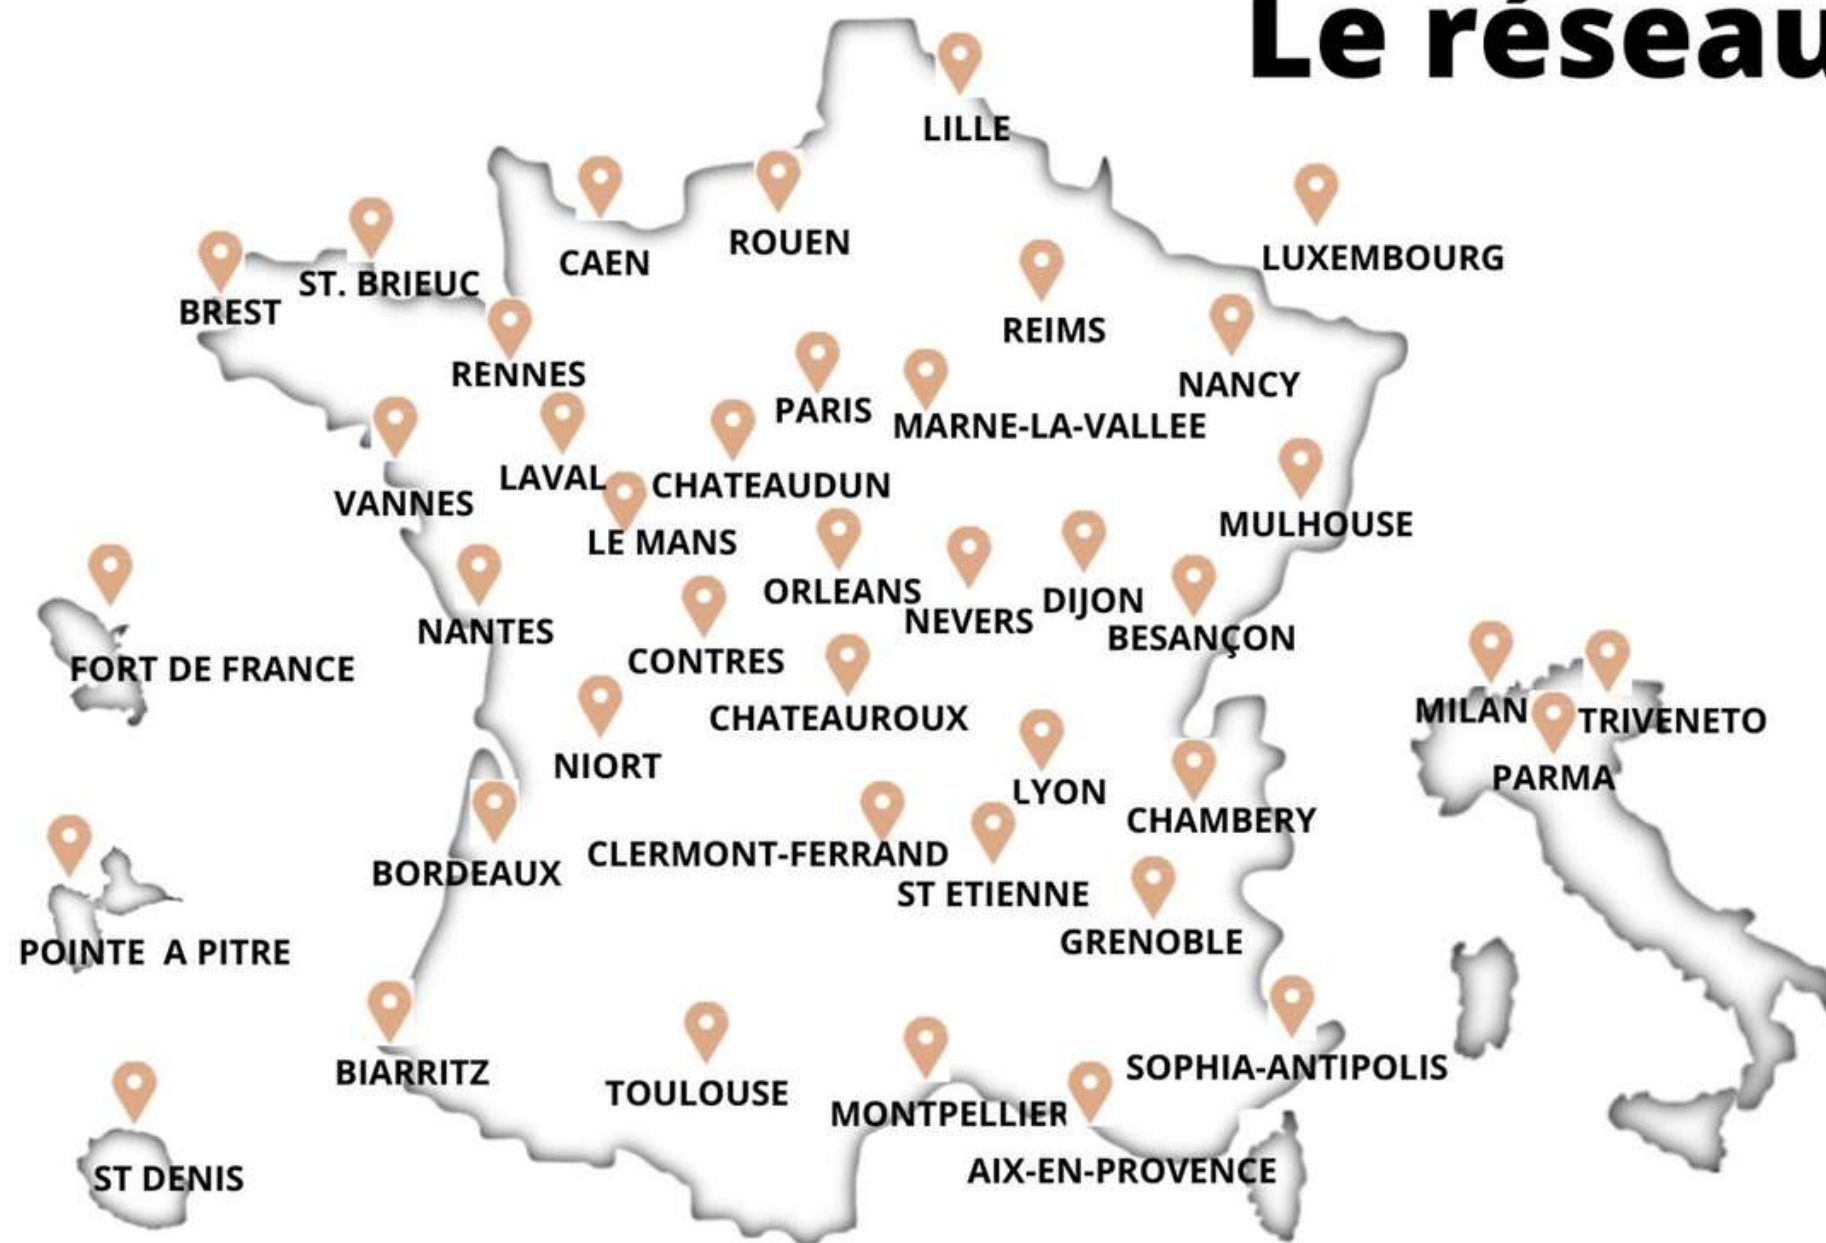 Le réseau
LILLE
CAEN
ROUEN
LUXEMBOURG
ST. BRIEUC
BREST
REIMS
RENNES
NANCY
PARIS
MARNE-LA-VALLEE
LAVAL
CHATEAUDUN
VANNES
MULHOUSE
LE MANS
ORLEANS
NEVERS
DIJON
NANTES
BESANÇON
CONTRES
FORT DE FRANCE
CHATEAUROUX
MILAN
TRIVENETO
NIORT
PARMA
LYON
CHAMBERY
CLERMONT-FERRAND
BORDEAUX
ST ETIENNE
GRENOBLE
POINTE A PITRE
SOPHIA-ANTIPOLIS
BIARRITZ
TOULOUSE
MONTPELLIER
AIX-EN-PROVENCE
ST DENIS